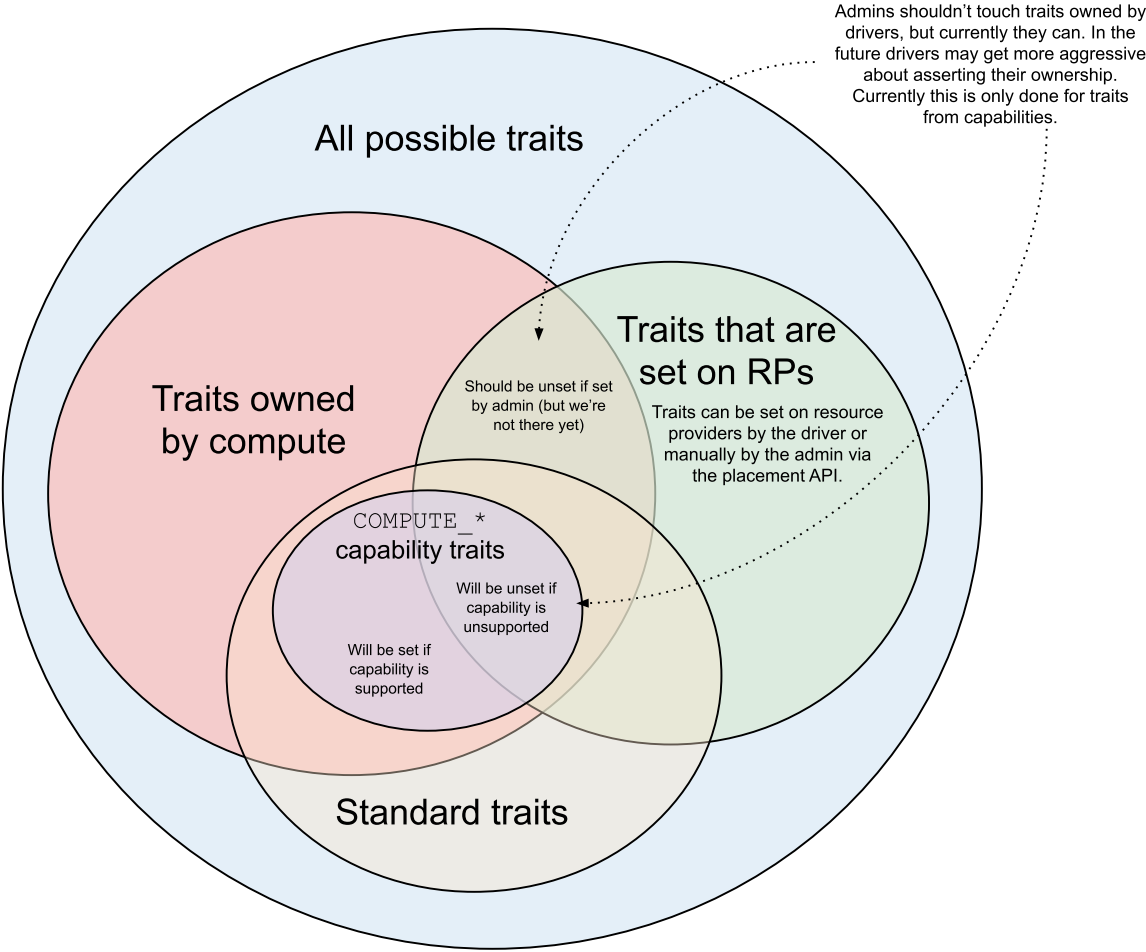 Admins shouldn’t touch traits owned by
drivers, but currently they can. In the
future drivers may get more aggressive
about asserting their ownership.
Currently this is only done for traits
from capabilities.
All possible traits
Traits that are
set on RPs
Traits can be set on resource
providers by the driver or
manually by the admin via
the placement API.
Traits owned
by compute
Should be unset if set
by admin (but we’re
not there yet)
COMPUTE_*
capability traits
Will be unset if
capability is
unsupported
Will be set if
capability is
supported
Standard traits